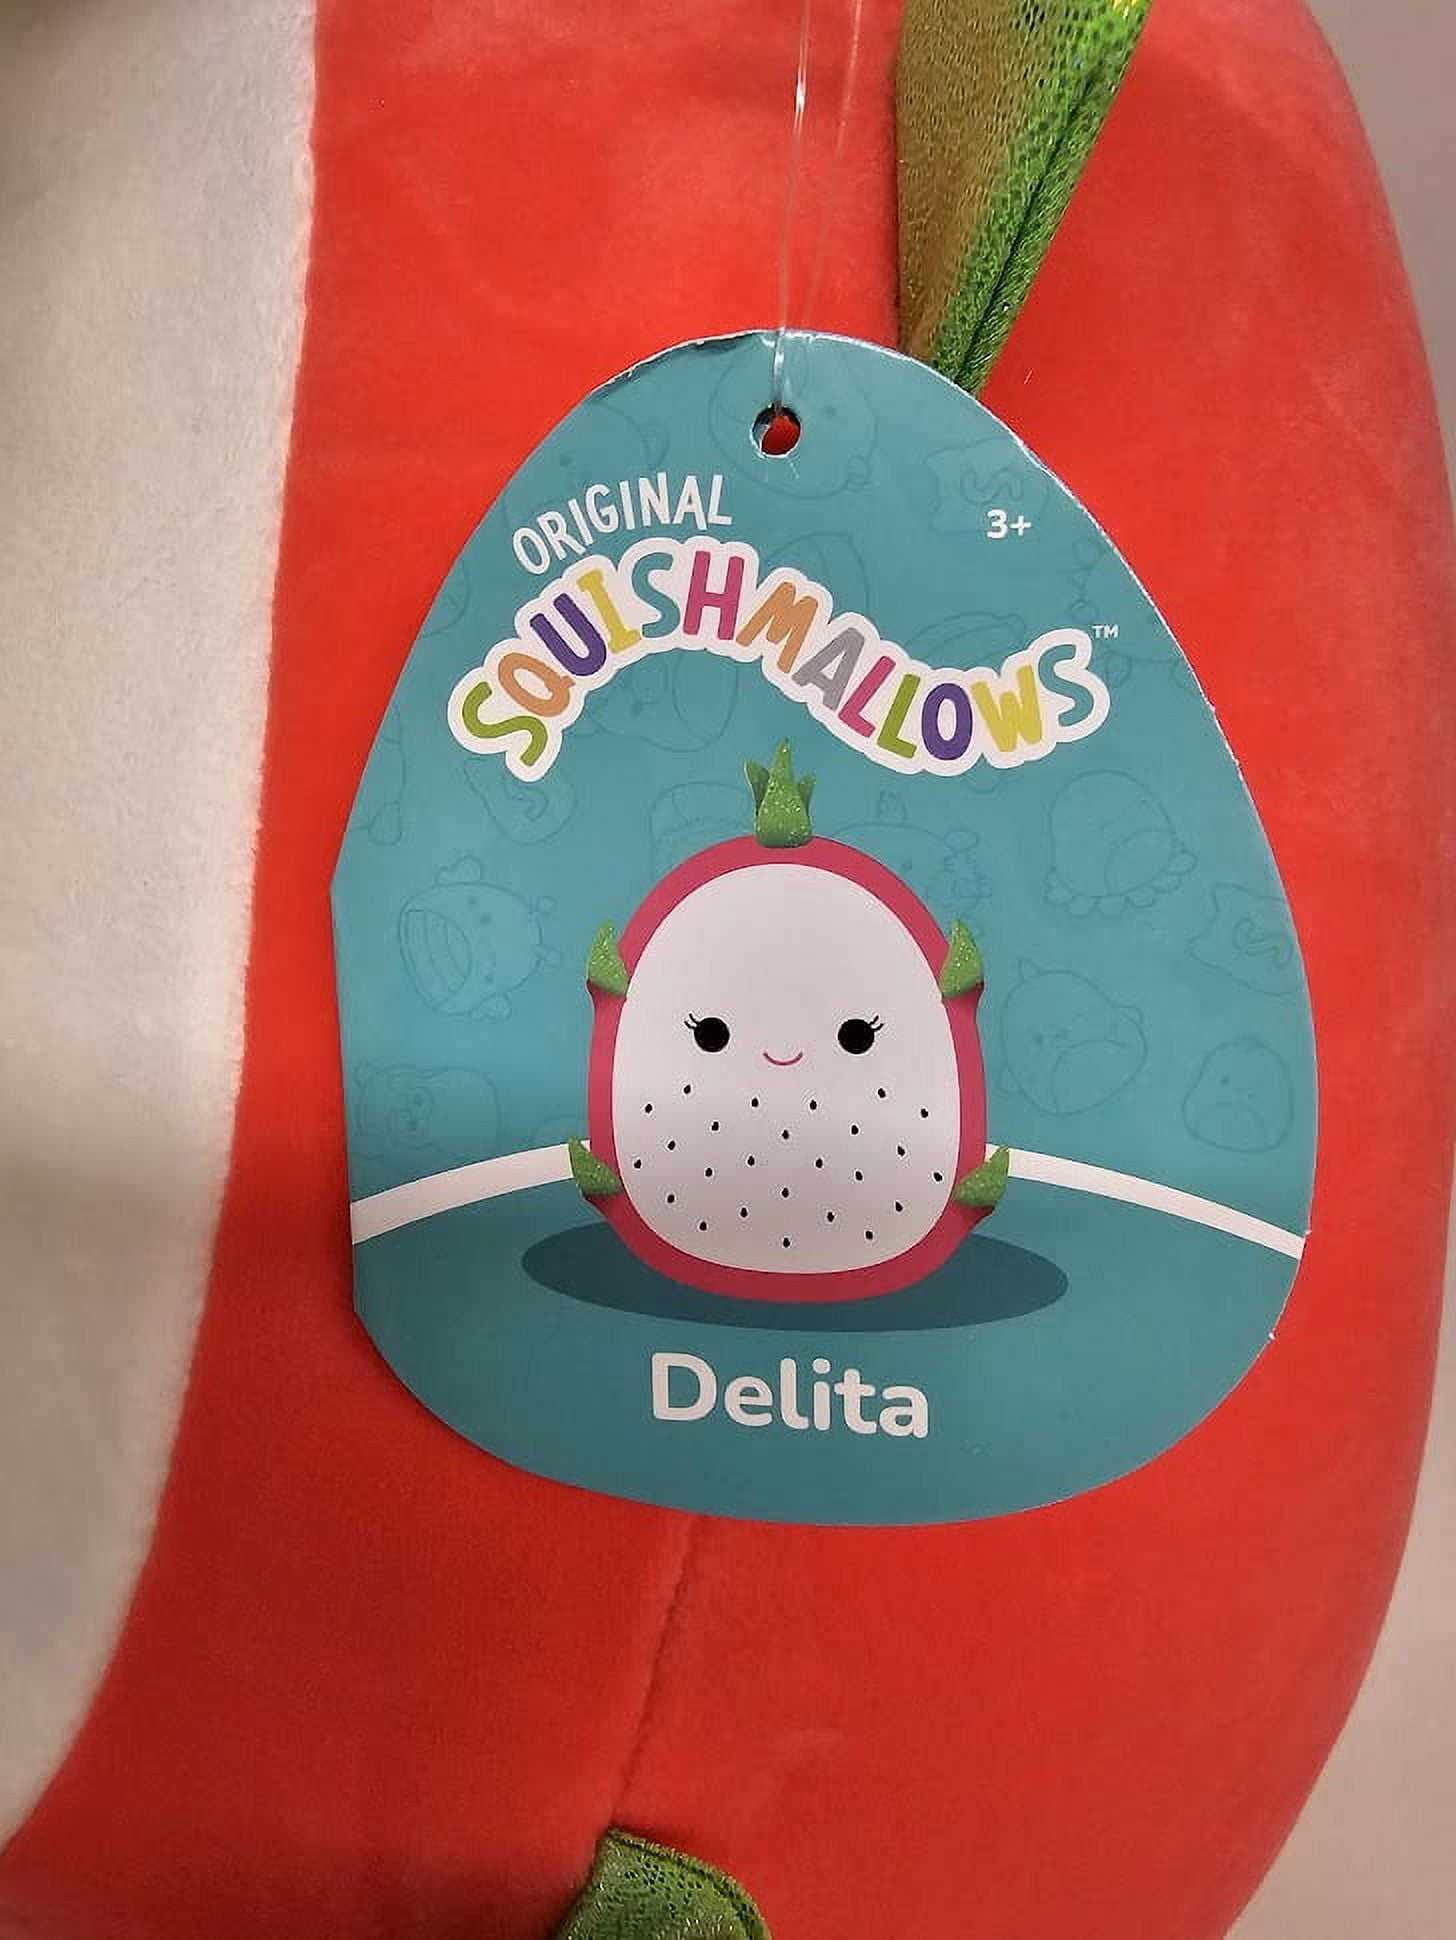 ORIGINAL
3+
SQUISHMALLOWS™
Delita